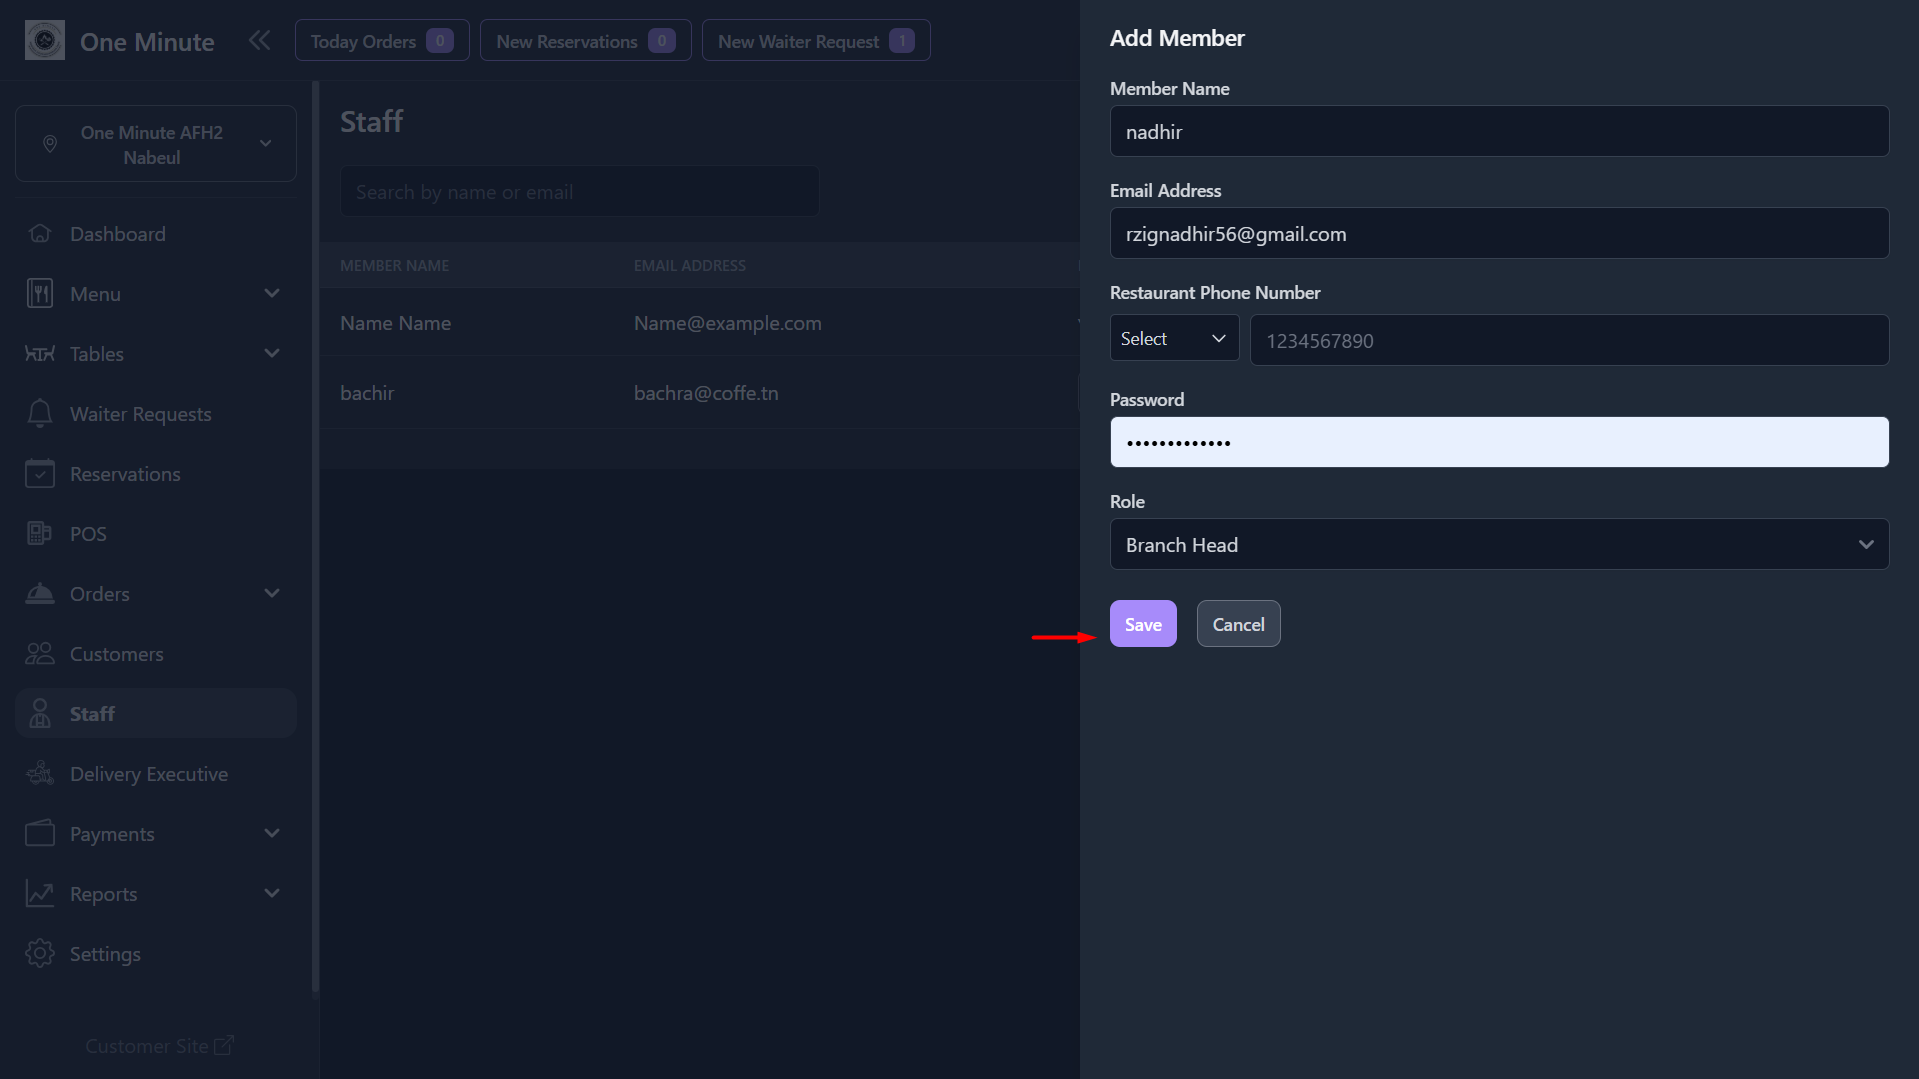 One Minute
Today Orders 0
New Reservations 0
New Waiter Request 1
One Minute AFH2
Nabeul
Dashboard
Menu
Tables
Waiter Requests
Reservations
POS
Orders
Customers
Staff
Delivery Executive
Payments
Reports
Settings
Customer Site
Staff
Search by name or email
MEMBER NAME EMAIL ADDRESS
Name Name Name@example.com
bachir bachra@coffe.tn
Add Member
Member Name
nadhir
Email Address
rzignadhir56@gmail.com
Restaurant Phone Number
Select 1234567890
Password
•••••••••••••
Role
Branch Head
Save Cancel